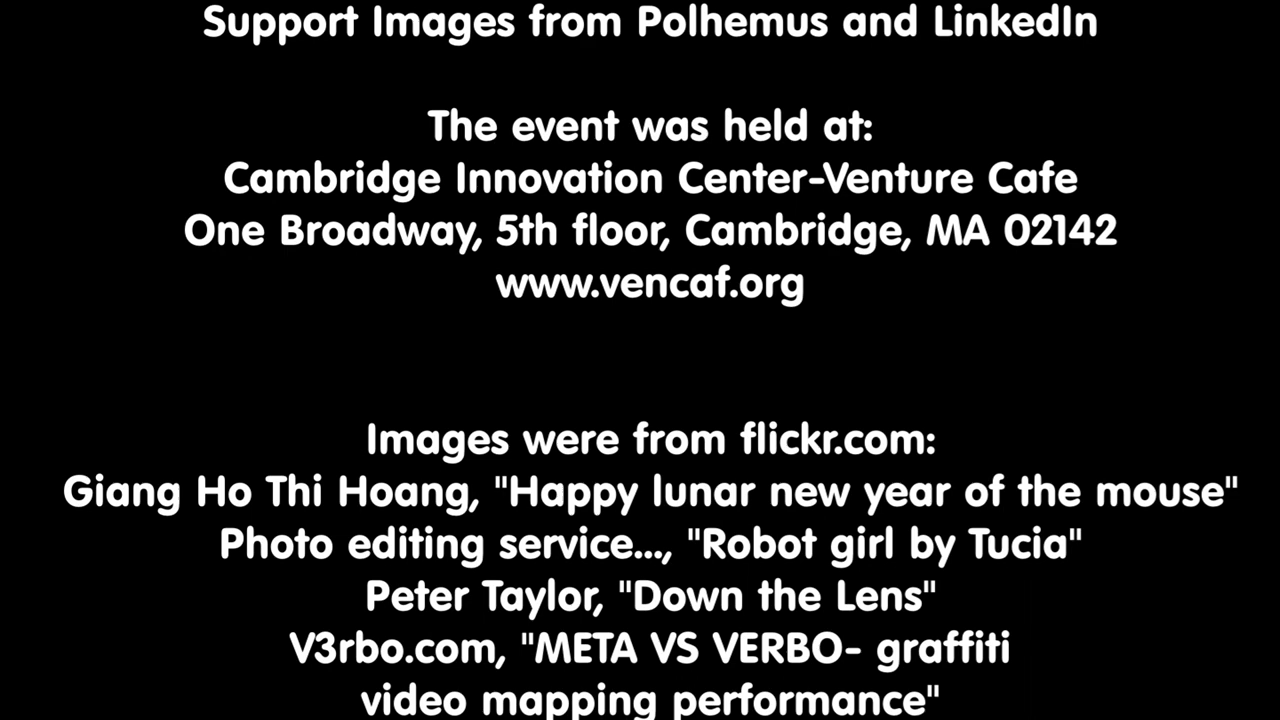 Support Images from Polhemus and LinkedIn
The event was held at:
Cambridge Innovation Center-Venture Cafe
One Broadway, 5th floor, Cambridge, MA 02142
www.vencaf.org
Images were from flickr.com:
Giang Ho Thi Hoang, "Happy lunar new year of the mouse"
Photo editing service..., "Robot girl by Tucia"
Peter Taylor, "Down the Lens"
V3rbo.com, "META VS VERBO- graffiti
video mapping performance"